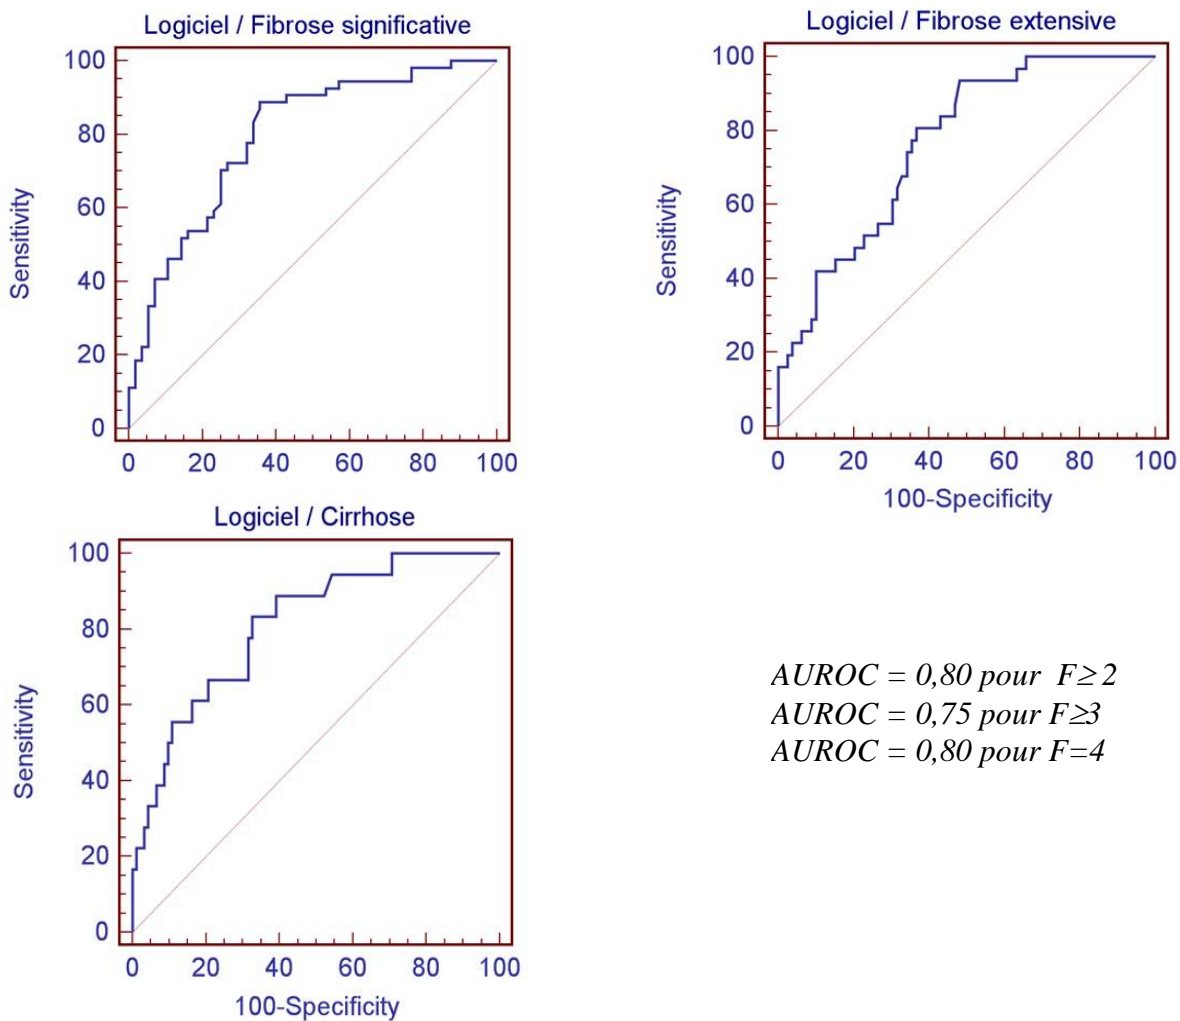 Logiciel / Fibrose significative
100
80
60
40
20
0
Sensitivity
0 20 40 60 80 100
Logiciel / Fibrose extensive
100
80
60
40
20
0
Sensitivity
0 20 40 60 80 100
100-Specificity
Logiciel / Cirrhose
100
80
60
40
20
0
Sensitivity
0 20 40 60 80 100
100-Specificity
AUROC = 0,80 pour F≥ 2
AUROC = 0,75 pour F≥3
AUROC = 0,80 pour F=4